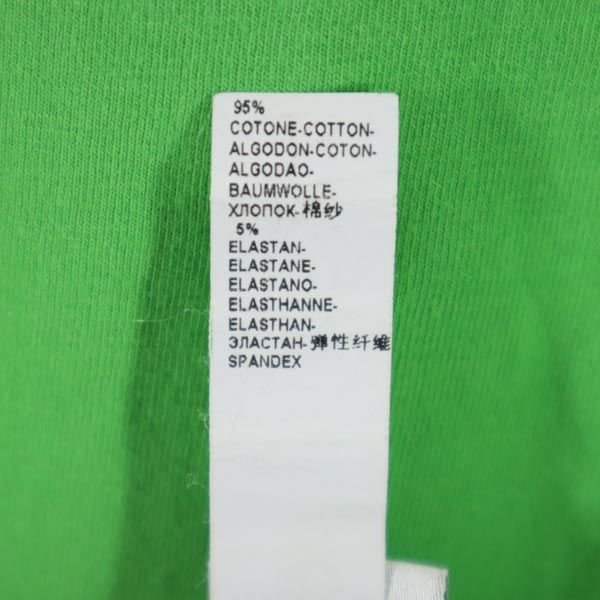 95%
COTONE-COTTON-
ALGODON-COTON-
ALGODAO-
BAUMWOLLE-
ХЛОПОК-棉纱
5%
ELASTAN-
ELASTANE-
ELASTANO-
ELASTHANNE-
ELASTHAN-
ЭЛАСТАН-弹性纤维
SPANDEX